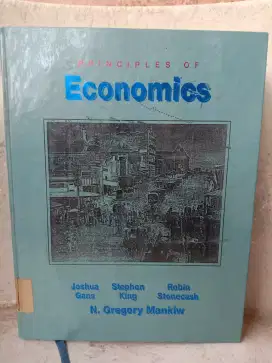 PRINCIPLES OF
Economics
Joshua Stephen Robin
Gans King Stonecash
N. Gregory Mankiw